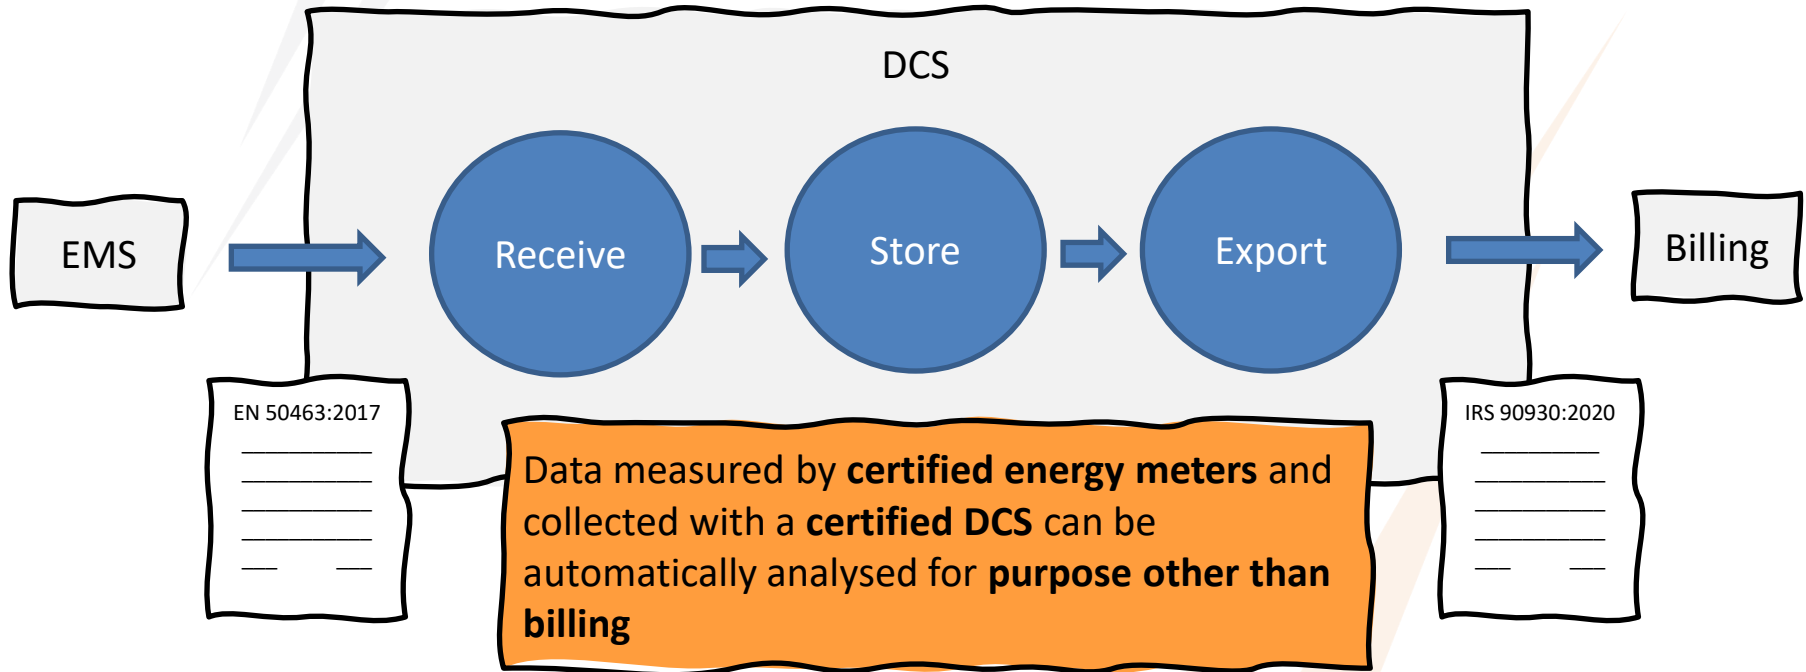 DCS
EMS
Receive
Store
Export
Billing
EN 50463:2017
IRS 90930:2020
Data measured by certified energy meters and
collected with a certified DCS can be
automatically analysed for purpose other than
billing